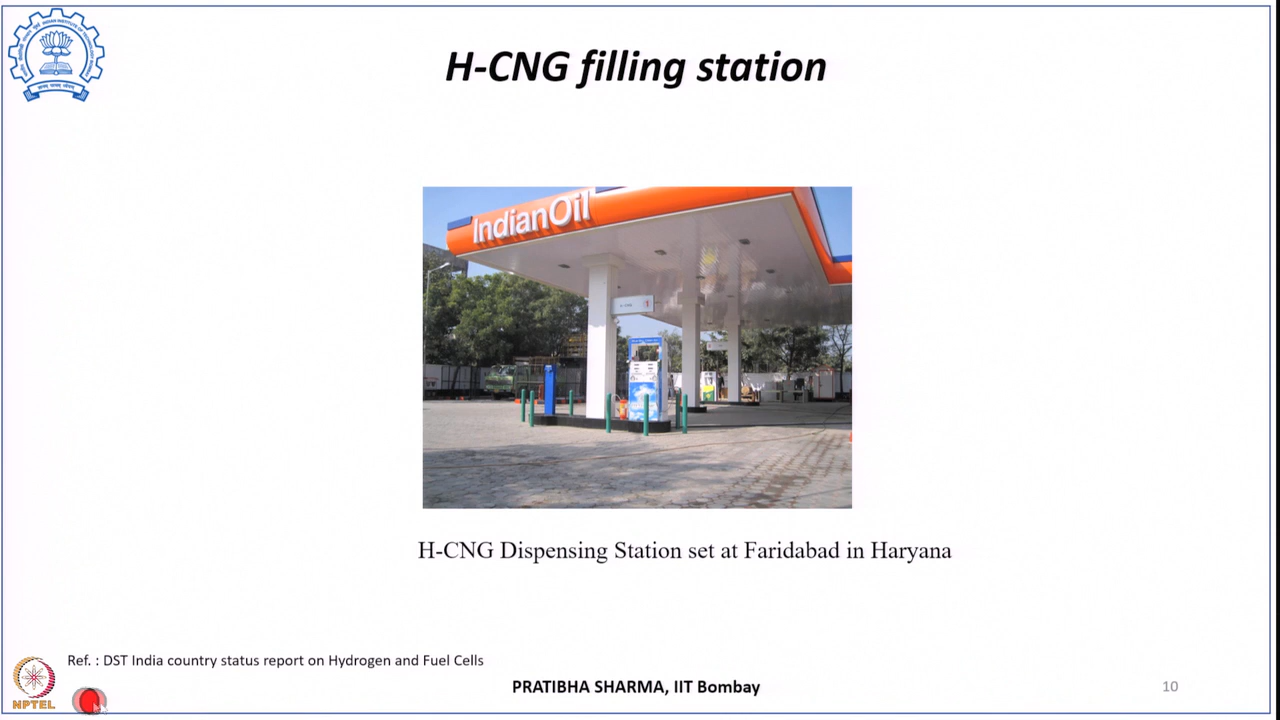 H-CNG filling station
IndianOil
H-CNG Dispensing Station set at Faridabad in Haryana
Ref. : DST India country status report on Hydrogen and Fuel Cells
NPTEL
PRATIBHA SHARMA, IIT Bombay
10